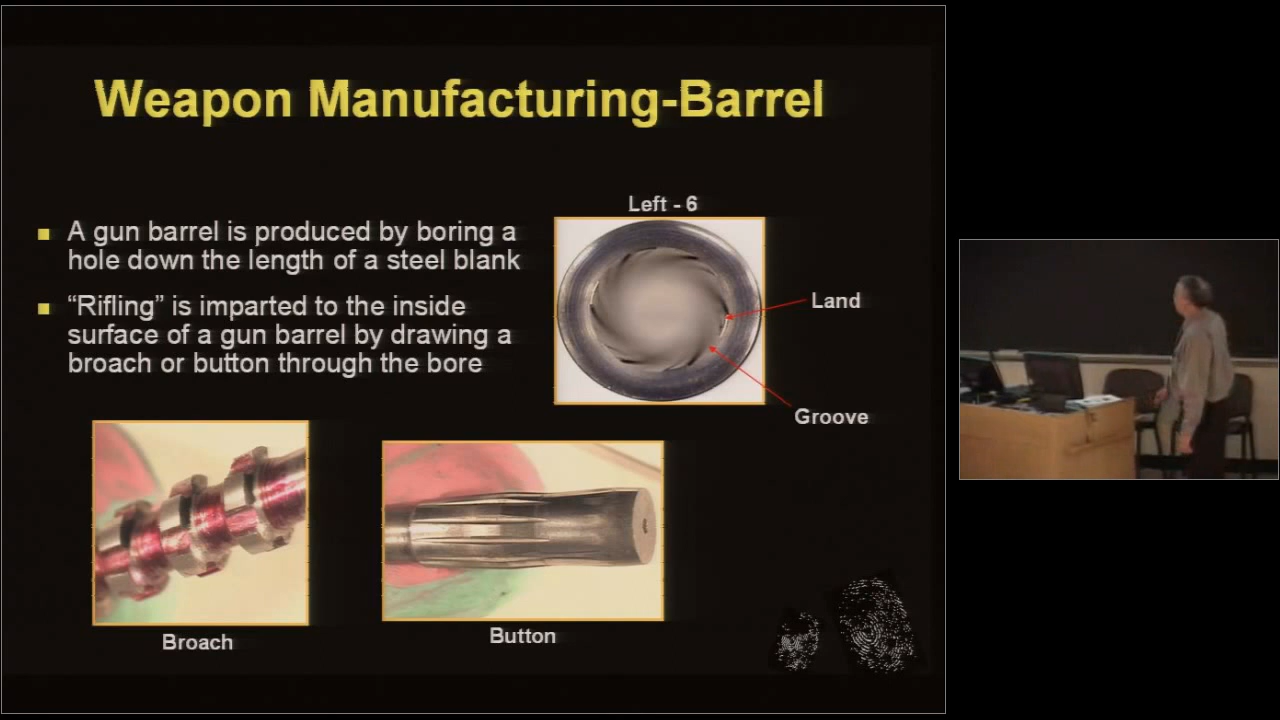 Weapon Manufacturing-Barrel
A gun barrel is produced by boring a
hole down the length of a steel blank
“Rifling” is imparted to the inside
surface of a gun barrel by drawing a
broach or button through the bore
Left - 6
Land
Groove
Broach
Button